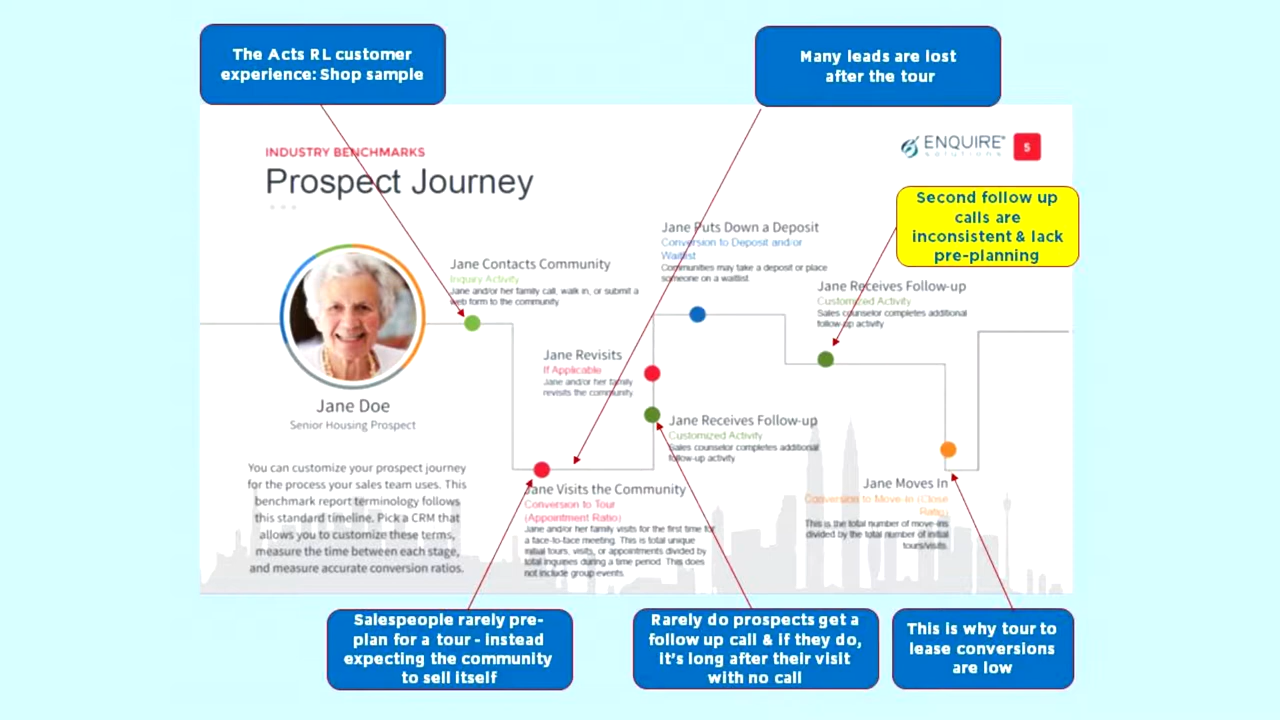 The Acts RL customer
experience: Shop sample
Many leads are lost
after the tour
INDUSTRY BENCHMARKS
Prospect Journey
ENQUIRE
solutions
5
Second follow up
calls are
inconsistent & lack
pre-planning
Jane Puts Down a Deposit
Conversion to Deposit and/or
Waitlist
Communities may take a deposit or place
someone on a waitlist
Jane Contacts Community
Inquiry Activity
Jane and/or her family call, walk in, or submit a
web form to the community
Jane Receives Follow-up
Customized Activity
Sales counselor completes additional
follow-up activity
Jane Revisits
If Applicable
Jane and/or her family
revisits the community
Jane Doe
Senior Housing Prospect
Jane Receives Follow-up
Customized Activity
Sales counselor completes additional
follow-up activity
You can customize your prospect journey
for the process your sales team uses. This
benchmark report terminology follows
this standard timeline. Pick a CRM that
allows you to customize these terms,
measure the time between each stage,
and measure accurate conversion ratios.
Jane Visits the Community
Conversion to Tour
(Appointment Ratio)
Jane and/or her family visits for the first time for
a face-to-face meeting. This is total unique
initial tours, visits, or appointments divided by
total inquiries during a time period. This does
not include group events.
Jane Moves In
Conversion to Move In (Close
Ratio)
This is the total number of move-ins
divided by the total number of initial
tours/visits.
Salespeople rarely pre-
plan for a tour - instead
expecting the community
to sell itself
Rarely do prospects get a
follow up call & if they do,
it's long after their visit
with no call
This is why tour to
lease conversions
are low